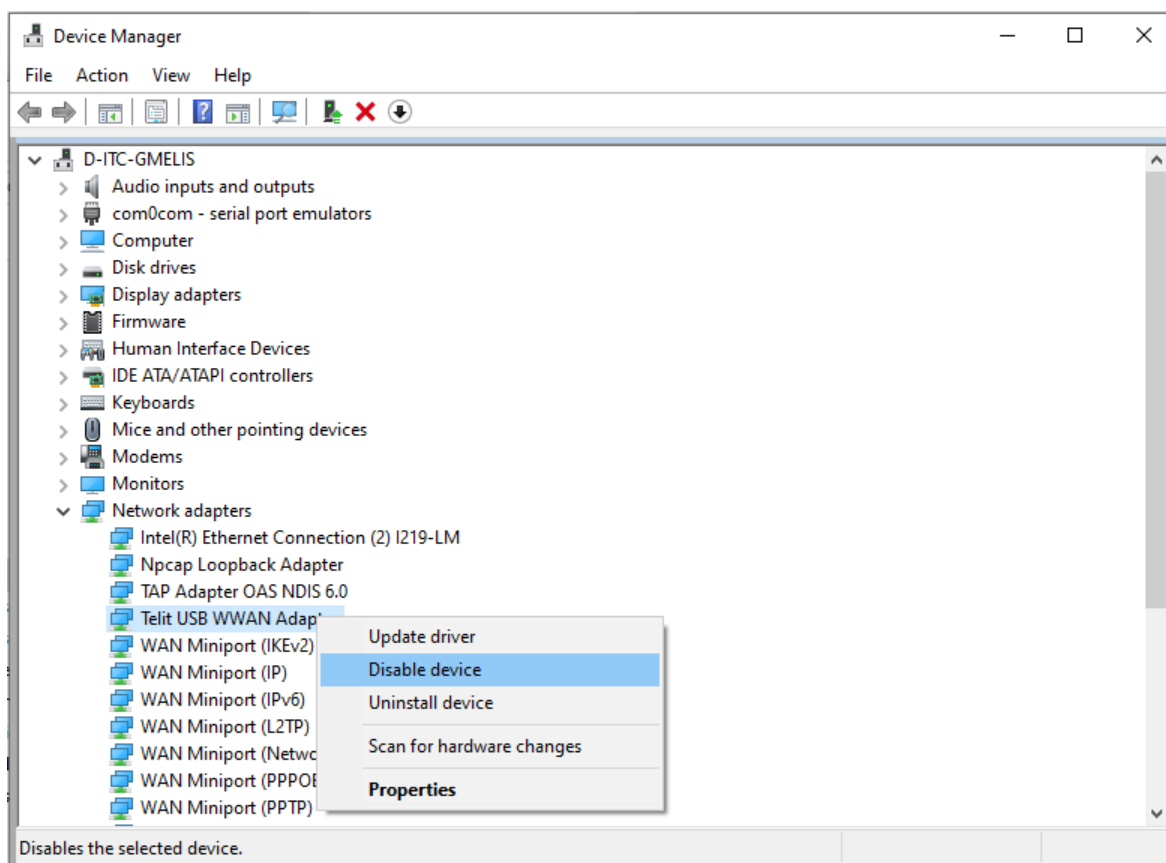 Device Manager
File Action View Help
D-ITC-GMELIS
Audio inputs and outputs
com0com - serial port emulators
Computer
Disk drives
Display adapters
Firmware
Human Interface Devices
IDE ATA/ATAPI controllers
Keyboards
Mice and other pointing devices
Modems
Monitors
Network adapters
Intel(R) Ethernet Connection (2) I219-LM
Npcap Loopback Adapter
TAP Adapter OAS NDIS 6.0
Telit USB WWAN Adapt
WAN Miniport (IKEv2)
WAN Miniport (IP)
WAN Miniport (IPv6)
WAN Miniport (L2TP)
WAN Miniport (Netwo
WAN Miniport (PPPOE
WAN Miniport (PPTP)
Update driver
Disable device
Uninstall device
Scan for hardware changes
Properties
Disables the selected device.